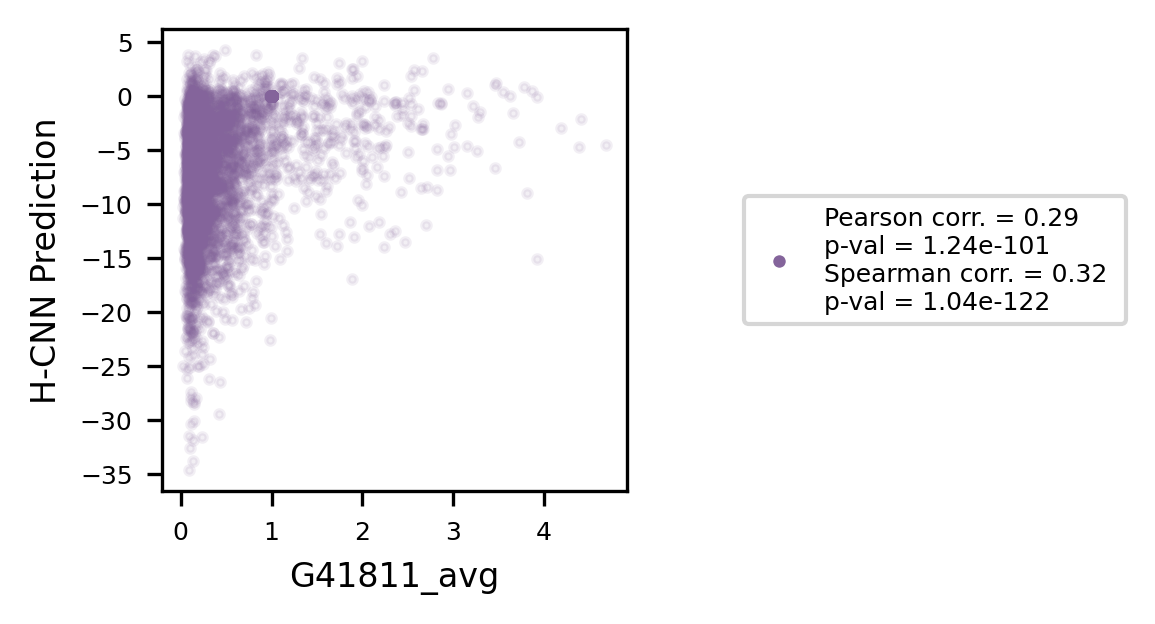 5
0
−5
−10
−15
−20
−25
−30
−35
H-CNN Prediction
0 1 2 3 4
G41811_avg
Pearson corr. = 0.29
p-val = 1.24e-101
Spearman corr. = 0.32
p-val = 1.04e-122